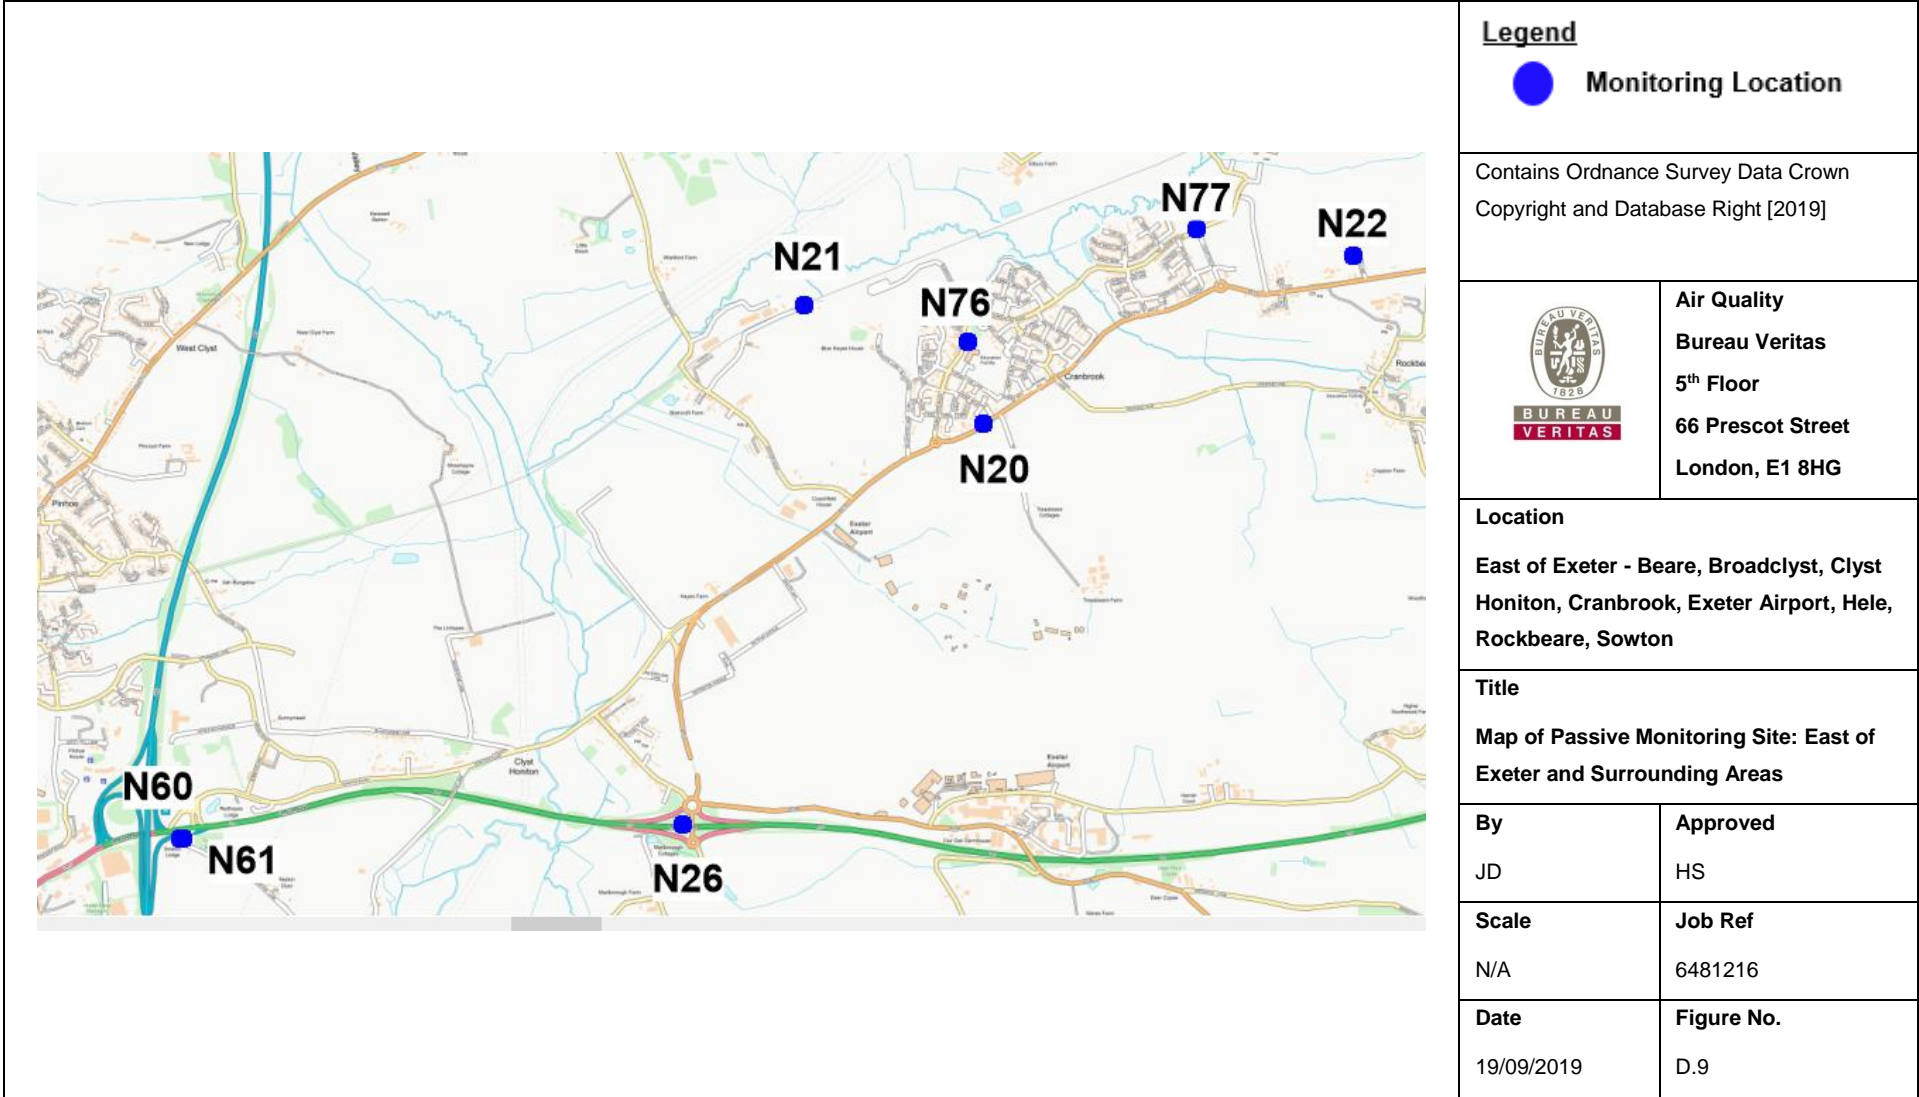 N77
N22
N21
N76
West Clyst
Cranbrook
N20
Pinhoe
Exeter
Airport
Clyst
Honiton
Exeter
Airport
N60
N61
N26
Legend
Monitoring Location
Contains Ordnance Survey Data Crown
Copyright and Database Right [2019]
BUREAU VERITAS
1828
BUREAU
VERITAS
Air Quality
Bureau Veritas
5th Floor
66 Prescot Street
London, E1 8HG
Location
East of Exeter - Beare, Broadclyst, Clyst
Honiton, Cranbrook, Exeter Airport, Hele,
Rockbeare, Sowton
Title
Map of Passive Monitoring Site: East of
Exeter and Surrounding Areas
By
JD
Approved
HS
Scale
N/A
Job Ref
6481216
Date
19/09/2019
Figure No.
D.9